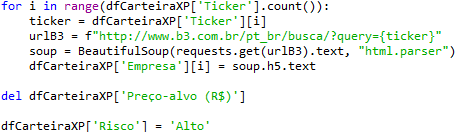 for i in range(dfCarteiraXP['Ticker'].count()):
    ticker = dfCarteiraXP['Ticker'][i]
    urlB3 = f"http://www.b3.com.br/pt_br/busca/?query={ticker}"
    soup = BeautifulSoup(requests.get(urlB3).text, "html.parser")
    dfCarteiraXP['Empresa'][i] = soup.h5.text

del dfCarteiraXP['Preço-alvo (R$)']

dfCarteiraXP['Risco'] = 'Alto'